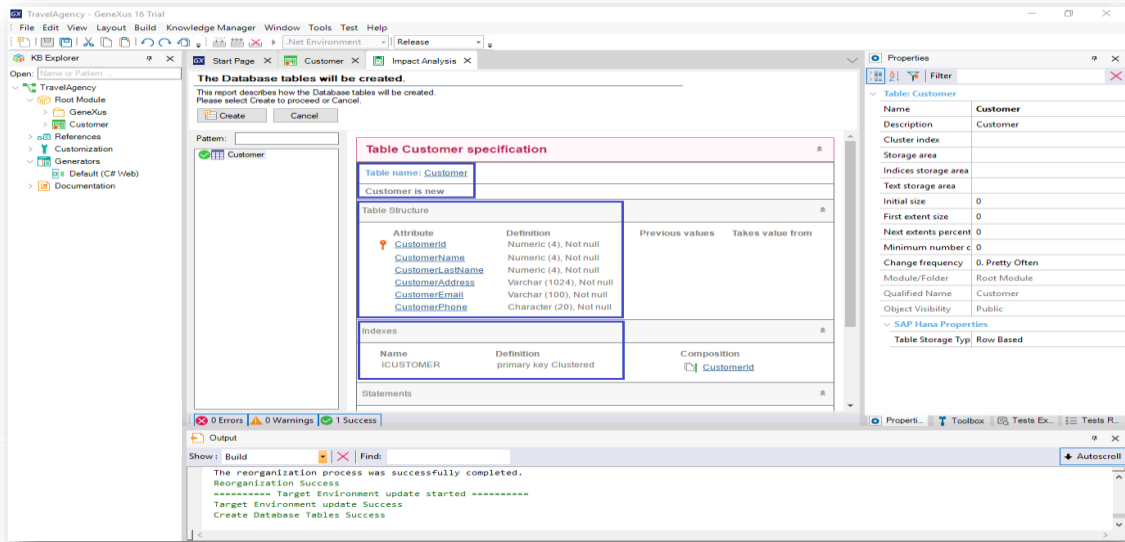 TravelAgency - GeneXus 16 Trial
File Edit View Layout Build Knowledge Manager Window Tools Test Help
.Net Environment Release
KB Explorer
Open: Name or Pattern
TravelAgency
Root Module
GeneXus
Customer
References
Customization
Generators
Default (C# Web)
Documentation
Start Page Customer Impact Analysis
The Database tables will be created.
This report describes how the Database tables will be created.
Please select Create to proceed or Cancel.
Create Cancel
Pattern:
Customer
Table Customer specification
Table name: Customer
Customer is new
Table Structure
Attribute Definition Previous values Takes value from
CustomerId Numeric (4), Not null
CustomerName Numeric (4), Not null
CustomerLastName Numeric (4), Not null
CustomerAddress Varchar (1024), Not null
CustomerEmail Varchar (100), Not null
CustomerPhone Character (20), Not null
Indexes
Name Definition Composition
ICUSTOMER primary key Clustered CustomerId
Statements
0 Errors 0 Warnings 1 Success
Properties
Filter
Table: Customer
Name Customer
Description Customer
Cluster index
Storage area
Indices storage area
Text storage area
Initial size 0
First extent size 0
Next extents percent 0
Minimum number c 0
Change frequency 0. Pretty Often
Module/Folder Root Module
Qualified Name Customer
Object Visibility Public
SAP Hana Properties
Table Storage Typ Row Based
Properti... Toolbox Tests Ex... Tests R...
Output
Show: Build Find: Autoscroll
The reorganization process was successfully completed.
Reorganization Success
========== Target Environment update started ==========
Target Environment update Success
Create Database Tables Success